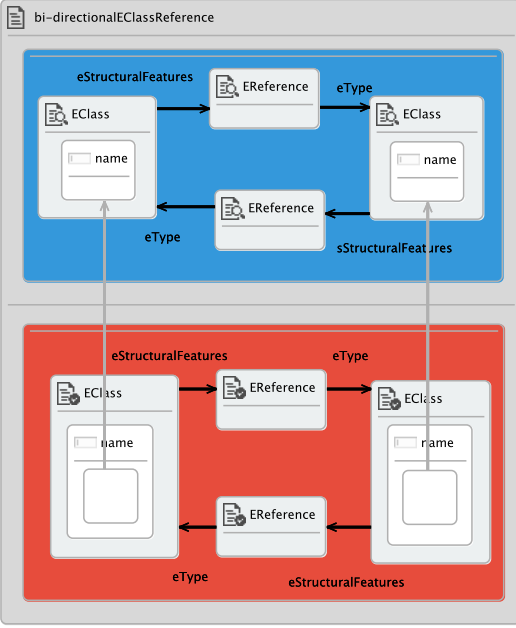 bi-directionalEClassReference
eStructuralFeatures
EReference
eType
EClass
EClass
name
name
EReference
eType
sStructuralFeatures
eStructuralFeatures
eType
EReference
EClass
EClass
name
name
EReference
eType
eStructuralFeatures